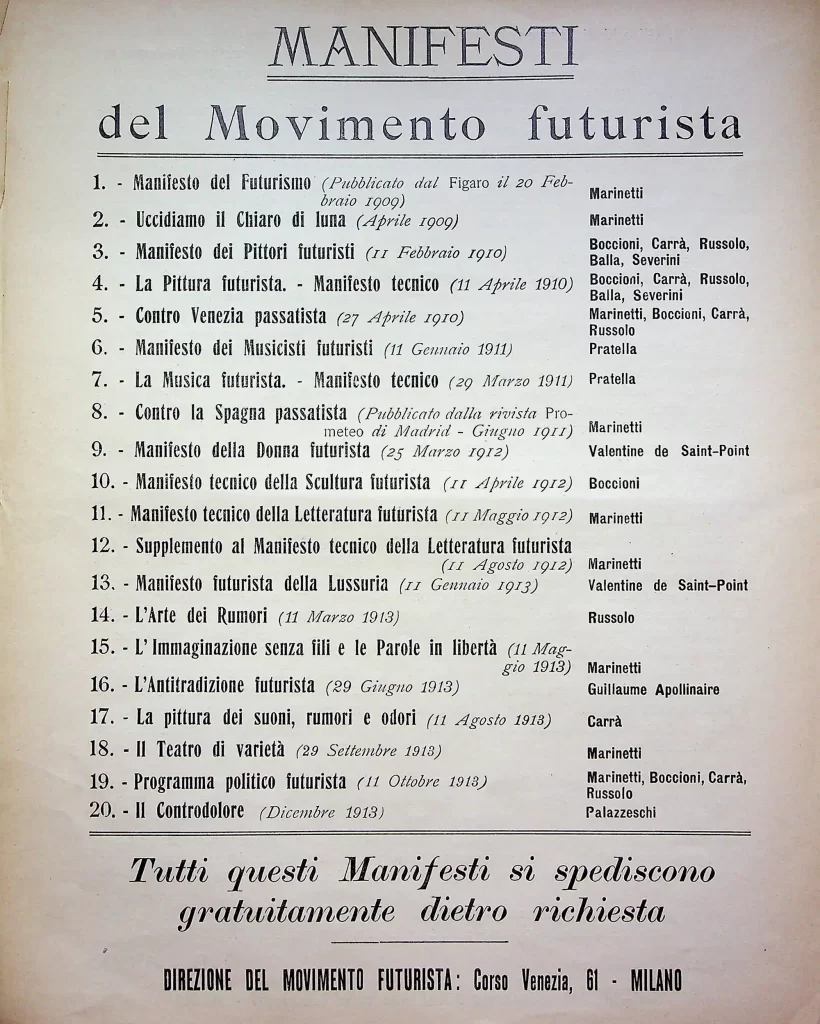 MANIFESTI
del Movimento futurista
1. - Manifesto del Futurismo (Pubblicato dal Figaro il 20 Feb-
braio 1909) Marinetti
2. - Uccidiamo il Chiaro di luna (Aprile 1909) Marinetti
3. - Manifesto dei Pittori futuristi (11 Febbraio 1910) Boccioni, Carrà, Russolo,
Balla, Severini
4. - La Pittura futurista. - Manifesto tecnico (11 Aprile 1910) Boccioni, Carrà, Russolo,
Balla, Severini
5. - Contro Venezia passatista (27 Aprile 1910) Marinetti, Boccioni, Carrà,
Russolo
6. - Manifesto dei Musicisti futuristi (11 Gennaio 1911) Pratella
7. - La Musica futurista. - Manifesto tecnico (29 Marzo 1911) Pratella
8. - Contro la Spagna passatista (Pubblicato dalla rivista Pro-
meteo di Madrid - Giugno 1911) Marinetti
9. - Manifesto della Donna futurista (25 Marzo 1912) Valentine de Saint-Point
10. - Manifesto tecnico della Scultura futurista (11 Aprile 1912) Boccioni
11. - Manifesto tecnico della Letteratura futurista (11 Maggio 1912) Marinetti
12. - Supplemento al Manifesto tecnico della Letteratura futurista
(11 Agosto 1912) Marinetti
13. - Manifesto futurista della Lussuria (11 Gennaio 1913) Valentine de Saint-Point
14. - L'Arte dei Rumori (11 Marzo 1913) Russolo
15. - L'Immaginazione senza fili e le Parole in libertà (11 Mag-
gio 1913) Marinetti
16. - L'Antitradizione futurista (29 Giugno 1913) Guillaume Apollinaire
17. - La pittura dei suoni, rumori e odori (11 Agosto 1913) Carrà
18. - Il Teatro di varietà (29 Settembre 1913) Marinetti
19. - Programma politico futurista (11 Ottobre 1913) Marinetti, Boccioni, Carrà,
Russolo
20. - Il Controdolore (Dicembre 1913) Palazzeschi
Tutti questi Manifesti si spediscono
gratuitamente dietro richiesta
DIREZIONE DEL MOVIMENTO FUTURISTA: Corso Venezia, 61 - MILANO